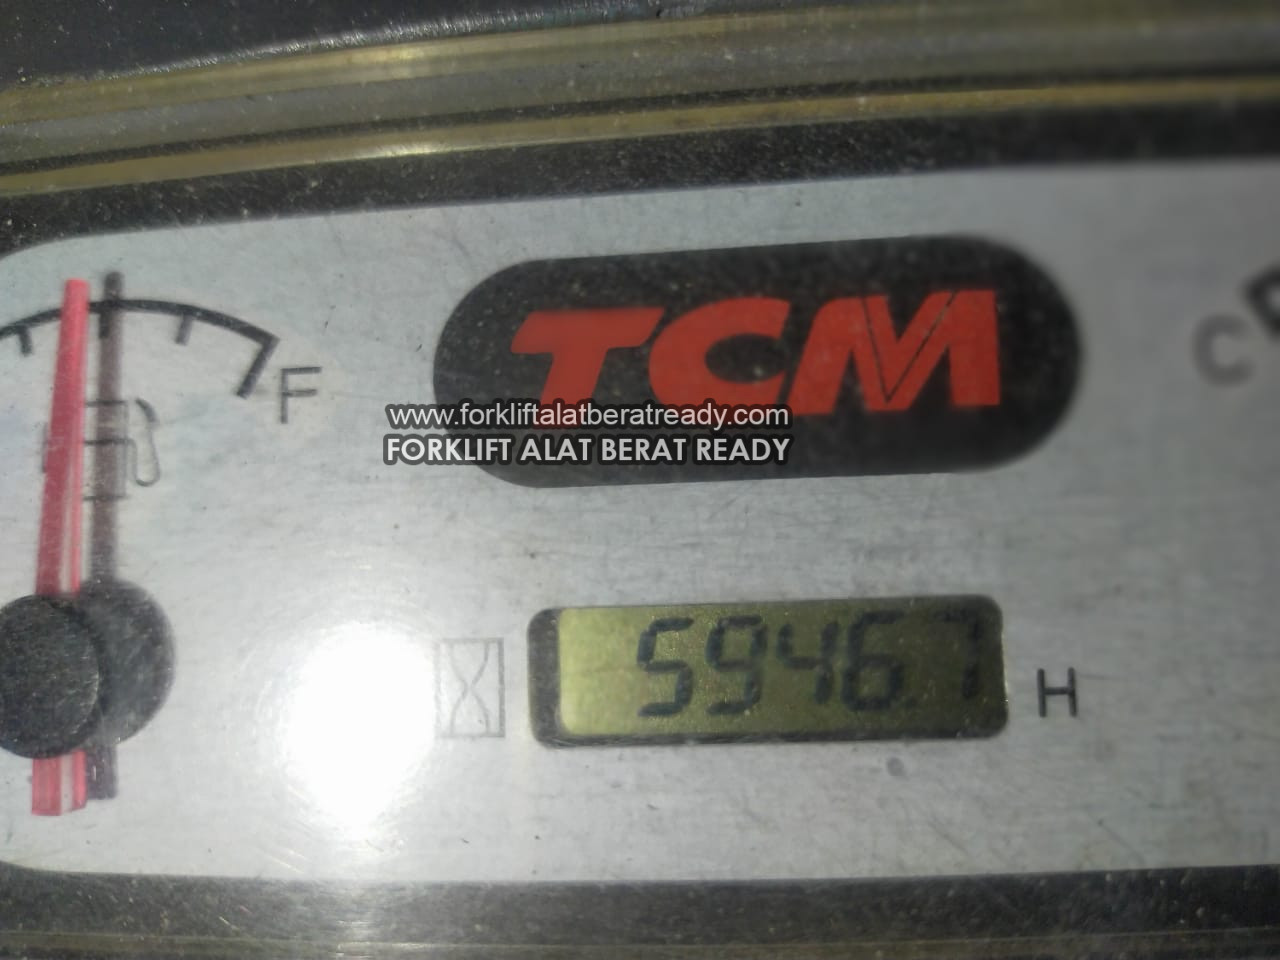 F
TCM
C
www.forkliftalatberatready.com
FORKLIFT ALAT BERAT READY
5946.7 H